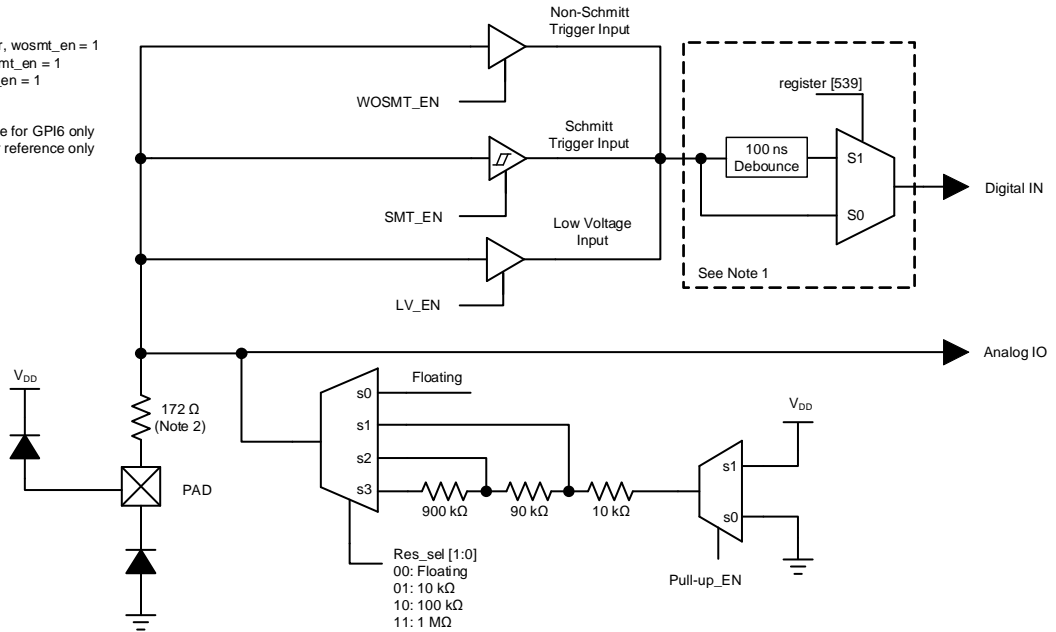 r, wosmt_en = 1
mt_en = 1
_en = 1
e for GPI6 only
reference only
Non-Schmitt
Trigger Input
WOSMT_EN
Schmitt
Trigger Input
SMT_EN
Low Voltage
Input
LV_EN
register [539]
100 ns
Debounce
S1
S0
See Note 1
Digital IN
Analog IO
VDD
172 Ω
(Note 2)
PAD
Floating
s0
s1
s2
s3
900 kΩ
90 kΩ
10 kΩ
Res_sel [1:0]
00: Floating
01: 10 kΩ
10: 100 kΩ
11: 1 MΩ
VDD
s1
s0
Pull-up_EN